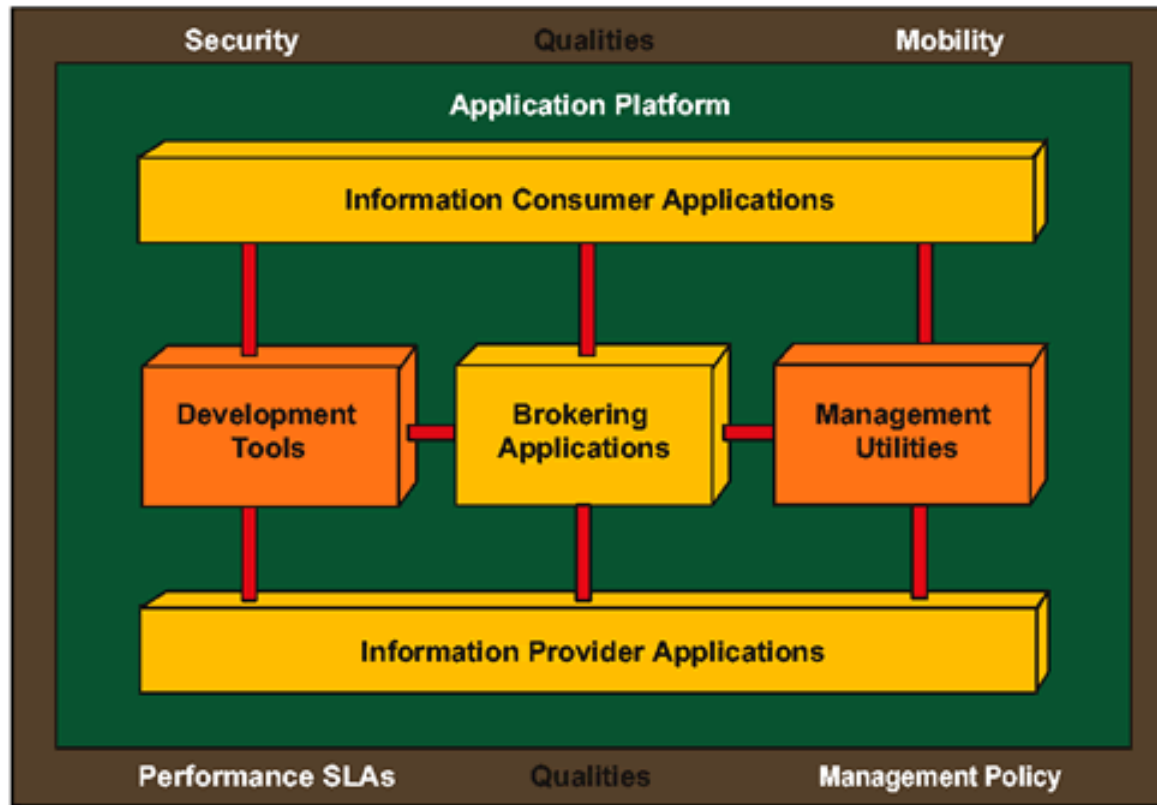 Security Qualities Mobility
Application Platform
Information Consumer Applications
Development Brokering Management
Tools Applications Utilities
Information Provider Applications
Performance SLAs Qualities Management Policy